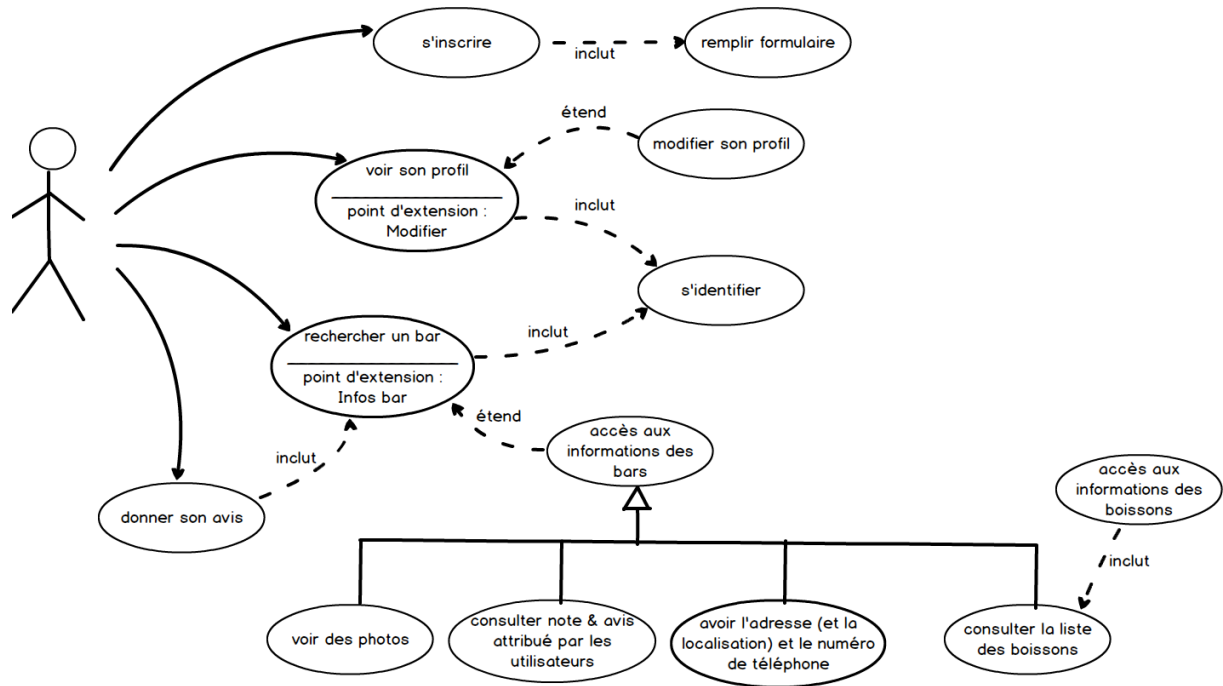 s'inscrire
inclut
remplir formulaire
étend
modifier son profil
voir son profil
point d'extension :
Modifier
inclut
s'identifier
rechercher un bar
point d'extension :
Infos bar
inclut
étend
accès aux
informations des
bars
inclut
donner son avis
accès aux
informations des
boissons
inclut
voir des photos
consulter note & avis
attribué par les
utilisateurs
avoir l'adresse (et la
localisation) et le numéro
de téléphone
consulter la liste
des boissons